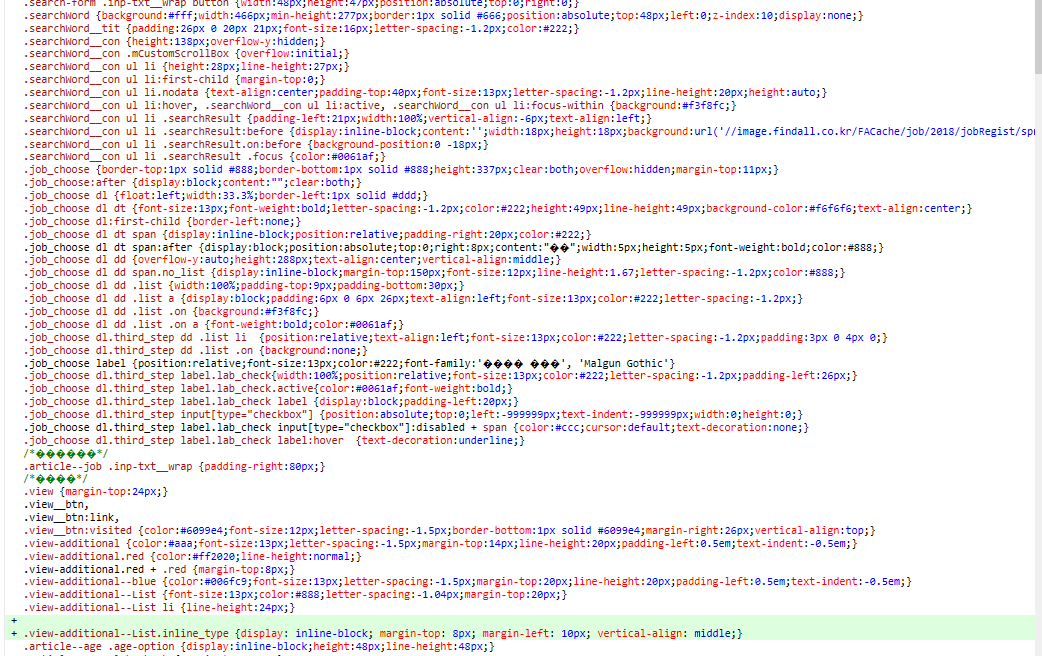 .search-form .inp-txt__wrap button {width:48px;height:47px;position:absolute;top:0;right:0;}
.searchWord {background:#fff;width:466px;min-height:277px;border:1px solid #666;position:absolute;top:48px;left:0;z-index:10;display:none;}
.searchWord__tit {padding:26px 0 20px 21px;font-size:16px;letter-spacing:-1.2px;color:#222;}
.searchWord__con {height:138px;overflow-y:hidden;}
.searchWord__con .mCustomScrollBox {overflow:initial;}
.searchWord__con ul li {height:28px;line-height:27px;}
.searchWord__con ul li:first-child {margin-top:0;}
.searchWord__con ul li.nodata {text-align:center;padding-top:40px;font-size:13px;letter-spacing:-1.2px;line-height:20px;height:auto;}
.searchWord__con ul li:hover, .searchWord__con ul li:active, .searchWord__con ul li:focus-within {background:#f3f8fc;}
.searchWord__con ul li .searchResult {padding-left:21px;width:100%;vertical-align:-6px;text-align:left;}
.searchWord__con ul li .searchResult:before {display:inline-block;content:'';width:18px;height:18px;background:url('//image.findall.co.kr/FACache/job/2018/jobRegist/spr
.searchWord__con ul li .searchResult.on:before {background-position:0 -18px;}
.searchWord__con ul li .searchResult .focus {color:#0061af;}
.job_choose {border-top:1px solid #888;border-bottom:1px solid #888;height:337px;clear:both;overflow:hidden;margin-top:11px;}
.job_choose:after {display:block;content:"";clear:both;}
.job_choose dl {float:left;width:33.3%;border-left:1px solid #ddd;}
.job_choose dl dt {font-size:13px;font-weight:bold;letter-spacing:-1.2px;color:#222;height:49px;line-height:49px;background-color:#f6f6f6;text-align:center;}
.job_choose dl:first-child {border-left:none;}
.job_choose dl dt span {display:inline-block;position:relative;padding-right:20px;color:#222;}
.job_choose dl dt span:after {display:block;position:absolute;top:0;right:8px;content:"��";width:5px;height:5px;font-weight:bold;color:#888;}
.job_choose dl dd {overflow-y:auto;height:288px;text-align:center;vertical-align:middle;}
.job_choose dl dd span.no_list {display:inline-block;margin-top:150px;font-size:12px;line-height:1.67;letter-spacing:-1.2px;color:#888;}
.job_choose dl dd .list {width:100%;padding-top:9px;padding-bottom:30px;}
.job_choose dl dd .list a {display:block;padding:6px 0 6px 26px;text-align:left;font-size:13px;color:#222;letter-spacing:-1.2px;}
.job_choose dl dd .list .on {background:#f3f8fc;}
.job_choose dl dd .list .on a {font-weight:bold;color:#0061af;}
.job_choose dl.third_step dd .list li  {position:relative;text-align:left;font-size:13px;color:#222;letter-spacing:-1.2px;padding:3px 0 4px 0;}
.job_choose dl.third_step dd .list .on {background:none;}
.job_choose label {position:relative;font-size:13px;color:#222;font-family:'���� ���', 'Malgun Gothic'}
.job_choose dl.third_step label.lab_check{width:100%;position:relative;font-size:13px;color:#222;letter-spacing:-1.2px;padding-left:26px;}
.job_choose dl.third_step label.lab_check.active{color:#0061af;font-weight:bold;}
.job_choose dl.third_step label.lab_check label {display:block;padding-left:20px;}
.job_choose dl.third_step input[type="checkbox"] {position:absolute;top:0;left:-999999px;text-indent:-999999px;width:0;height:0;}
.job_choose dl.third_step label.lab_check input[type="checkbox"]:disabled + span {color:#ccc;cursor:default;text-decoration:none;}
.job_choose dl.third_step label.lab_check label:hover  {text-decoration:underline;}
/*������*/
.article--job .inp-txt__wrap {padding-right:80px;}
/*����*/
.view {margin-top:24px;}
.view__btn,
.view__btn:link,
.view__btn:visited {color:#6099e4;font-size:12px;letter-spacing:-1.5px;border-bottom:1px solid #6099e4;margin-right:26px;vertical-align:top;}
.view-additional {color:#aaa;font-size:13px;letter-spacing:-1.5px;margin-top:14px;line-height:20px;padding-left:0.5em;text-indent:-0.5em;}
.view-additional.red {color:#ff2020;line-height:normal;}
.view-additional.red + .red {margin-top:8px;}
.view-additional--blue {color:#006fc9;font-size:13px;letter-spacing:-1.5px;margin-top:20px;line-height:20px;padding-left:0.5em;text-indent:-0.5em;}
.view-additional--List {font-size:13px;color:#888;letter-spacing:-1.04px;margin-top:20px;}
.view-additional--List li {line-height:24px;}
+
+ .view-additional--List.inline_type {display: inline-block; margin-top: 8px; margin-left: 10px; vertical-align: middle;}
.article--age .age-option {display:inline-block;height:48px;line-height:48px;}